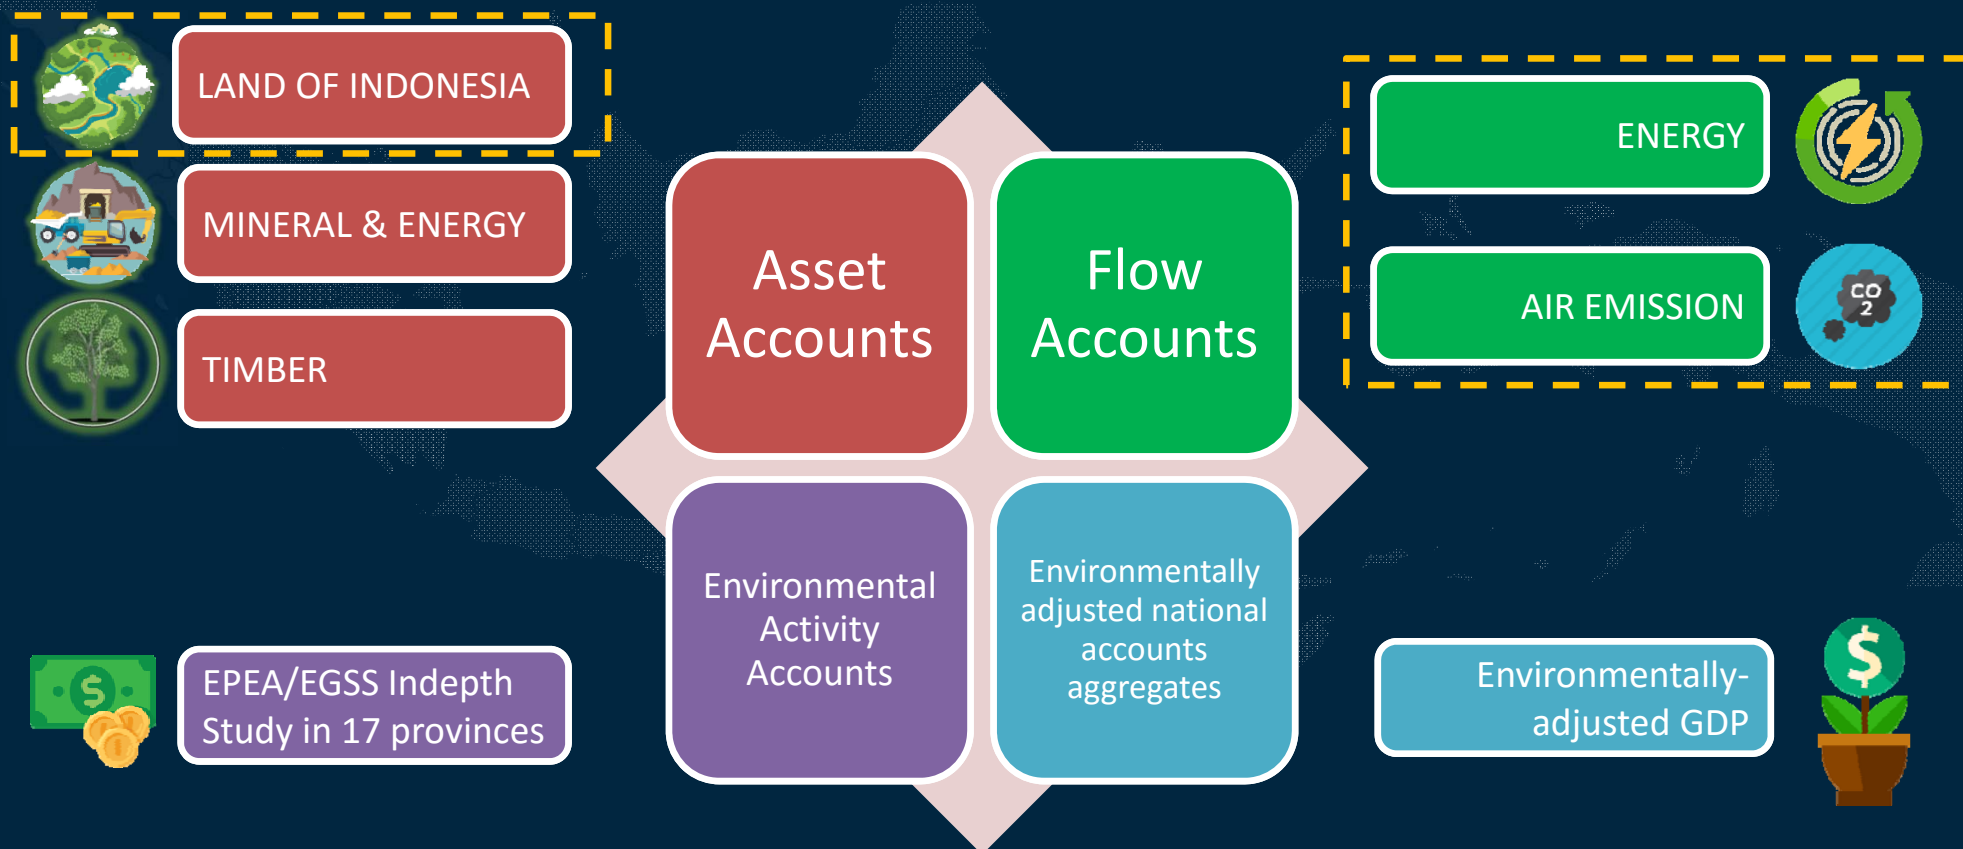 LAND OF INDONESIA
MINERAL & ENERGY
TIMBER
Asset
Accounts
Flow
Accounts
ENERGY
AIR EMISSION
CO
2
Environmental
Activity
Accounts
Environmentally
adjusted national
accounts
aggregates
$
EPEA/EGSS Indepth
Study in 17 provinces
Environmentally-
adjusted GDP
$